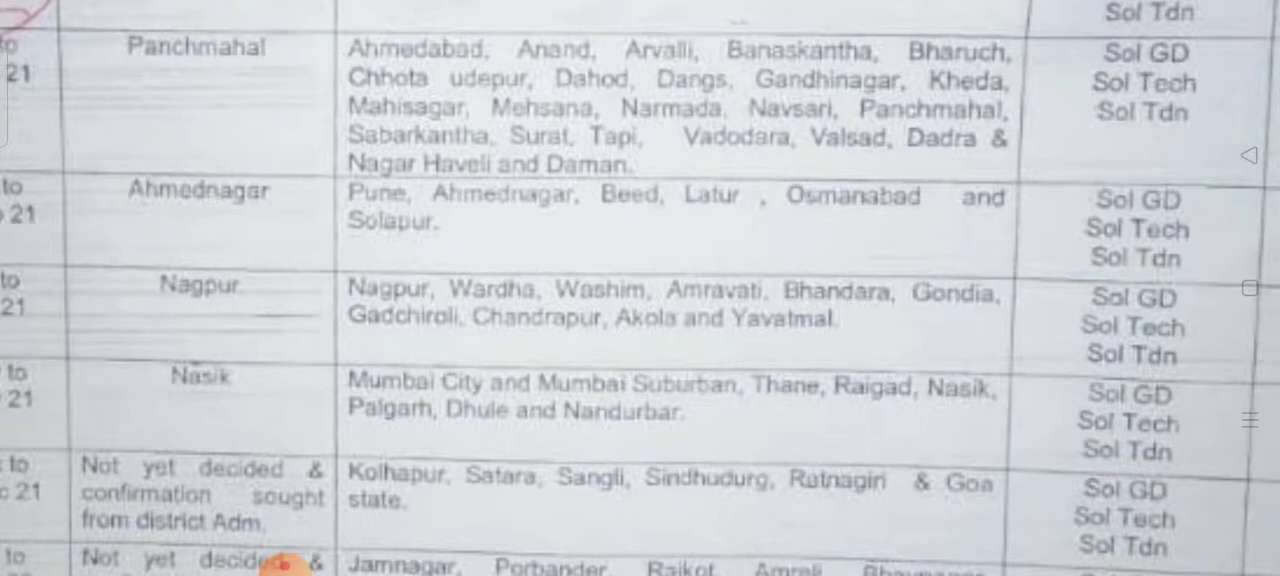 Sol Tdn
to
21
Panchmahal
Ahmedabad, Anand, Arvalli, Banaskantha, Bharuch,
Chhota udepur, Dahod, Dangs, Gandhinagar, Kheda,
Mahisagar, Mehsana, Narmada, Navsari, Panchmahal,
Sabarkantha, Surat, Tapi, Vadodara, Valsad, Dadra &
Nagar Haveli and Daman.
Sol GD
Sol Tech
Sol Tdn
to
21
Ahmednagar
Pune, Ahmednagar, Beed, Latur , Osmanabad and
Solapur.
Sol GD
Sol Tech
Sol Tdn
to
21
Nagpur
Nagpur, Wardha, Washim, Amravati, Bhandara, Gondia,
Gadchiroli, Chandrapur, Akola and Yavatmal.
Sol GD
Sol Tech
Sol Tdn
to
21
Nasik
Mumbai City and Mumbai Suburban, Thane, Raigad, Nasik,
Palgarh, Dhule and Nandurbar.
Sol GD
Sol Tech
Sol Tdn
to
c 21
Not yet decided &
confirmation sought
from district Adm.
Kolhapur, Satara, Sangli, Sindhudurg, Ratnagiri & Goa
state.
Sol GD
Sol Tech
Sol Tdn
to
Not yet decided &
Jamnagar, Porbander, Rajkot, Amreli